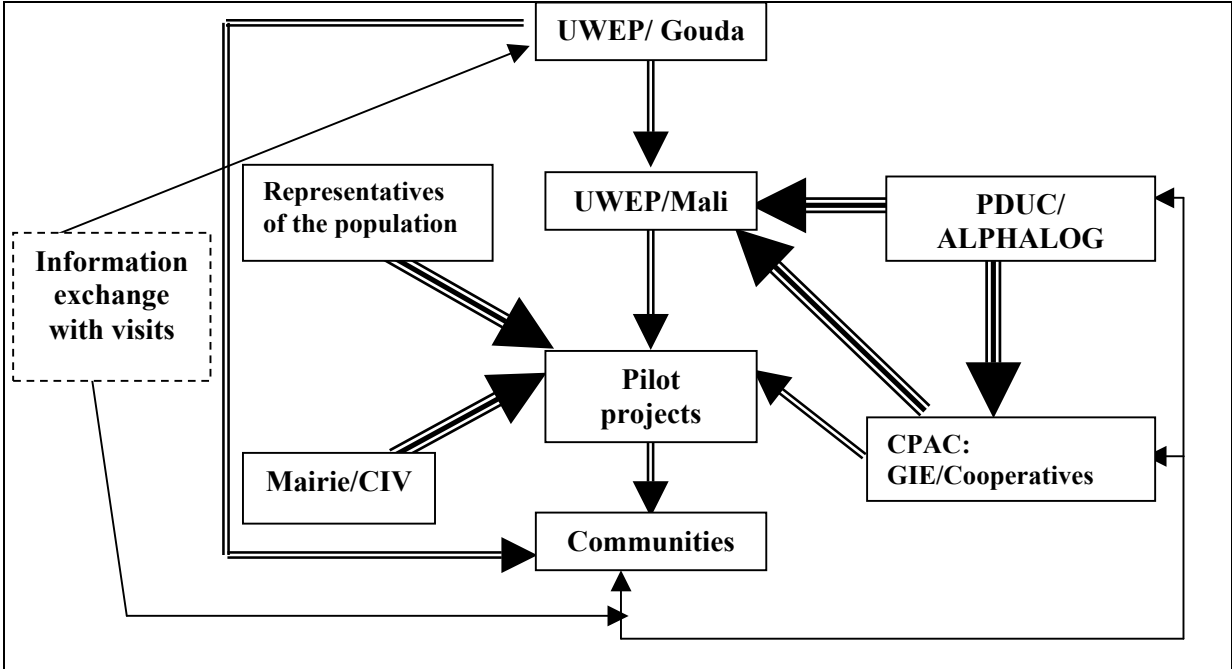 UWEP/ Gouda
Representatives
of the population
UWEP/Mali
PDUC/
ALPHALOG
Information
exchange
with visits
Pilot
projects
CPAC:
GIE/Cooperatives
Mairie/CIV
Communities